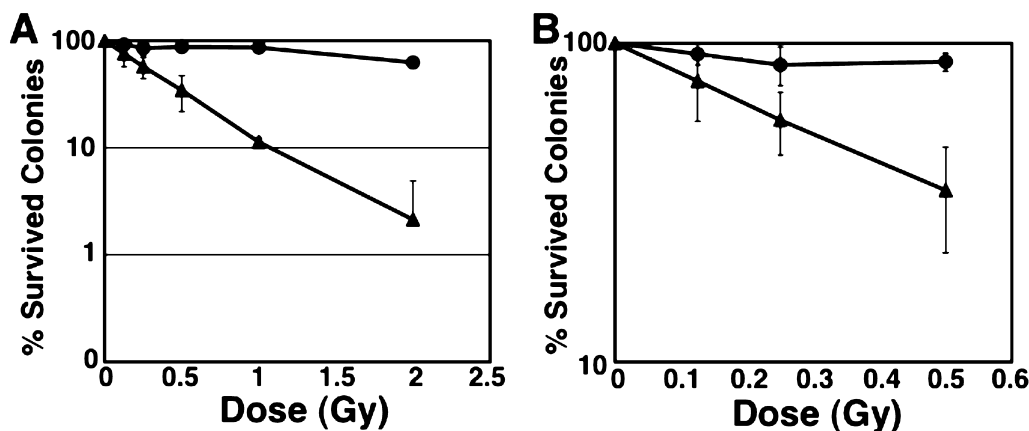 A
% Survived Colonies
100
10
1
0
0 0.5 1 1.5 2 2.5
Dose (Gy)
B
% Survived Colonies
100
10
0 0.1 0.2 0.3 0.4 0.5 0.6
Dose (Gy)